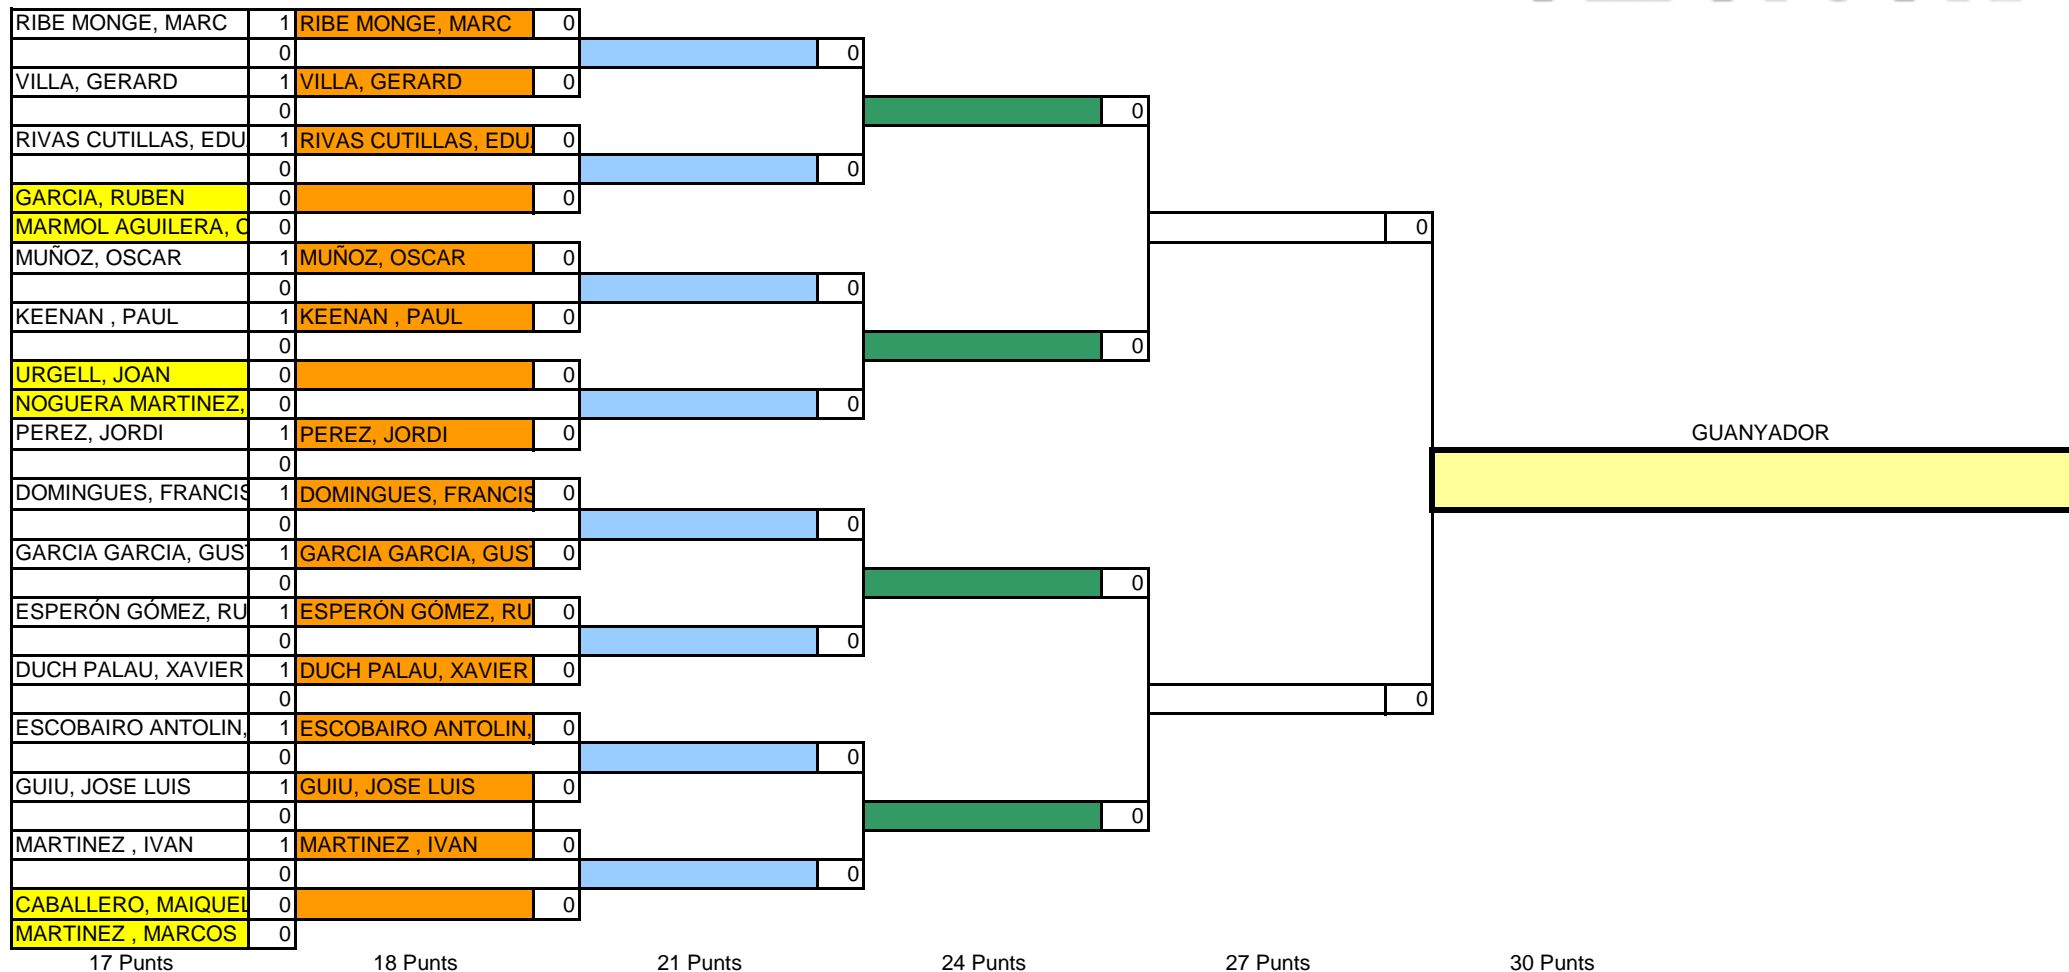 RIBE MONGE, MARC 1 RIBE MONGE, MARC 0
0 0
VILLA, GERARD 1 VILLA, GERARD 0
0 0
RIVAS CUTILLAS, EDU 1 RIVAS CUTILLAS, EDU 0
0 0
GARCIA, RUBEN 0 0
MARMOL AGUILERA, C 0 0
MUÑOZ, OSCAR 1 MUÑOZ, OSCAR 0
0 0
KEENAN , PAUL 1 KEENAN , PAUL 0
0 0
URGELL, JOAN 0 0
NOGUERA MARTINEZ, 0 0
PEREZ, JORDI 1 PEREZ, JORDI 0 GUANYADOR
0
DOMINGUES, FRANCIS 1 DOMINGUES, FRANCIS 0
0 0
GARCIA GARCIA, GUST 1 GARCIA GARCIA, GUST 0
0 0
ESPERÓN GÓMEZ, RU 1 ESPERÓN GÓMEZ, RU 0
0 0
DUCH PALAU, XAVIER 1 DUCH PALAU, XAVIER 0
0 0
ESCOBAIRO ANTOLIN, 1 ESCOBAIRO ANTOLIN, 0
0 0
GUIU, JOSE LUIS 1 GUIU, JOSE LUIS 0
0 0
MARTINEZ , IVAN 1 MARTINEZ , IVAN 0
0 0
CABALLERO, MAIQUEL 0 0
MARTINEZ , MARCOS 0
17 Punts 18 Punts 21 Punts 24 Punts 27 Punts 30 Punts